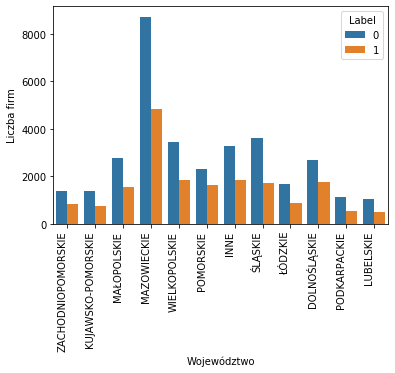 Label
0
1
8000
6000
4000
2000
0
Liczba firm
ZACHODNIOPOMORSKIE
KUJAWSKO-POMORSKIE
MAŁOPOLSKIE
MAZOWIECKIE
WIELKOPOLSKIE
POMORSKIE
INNE
ŚLĄSKIE
ŁÓDZKIE
DOLNOŚLĄSKIE
PODKARPACKIE
LUBELSKIE
Województwo